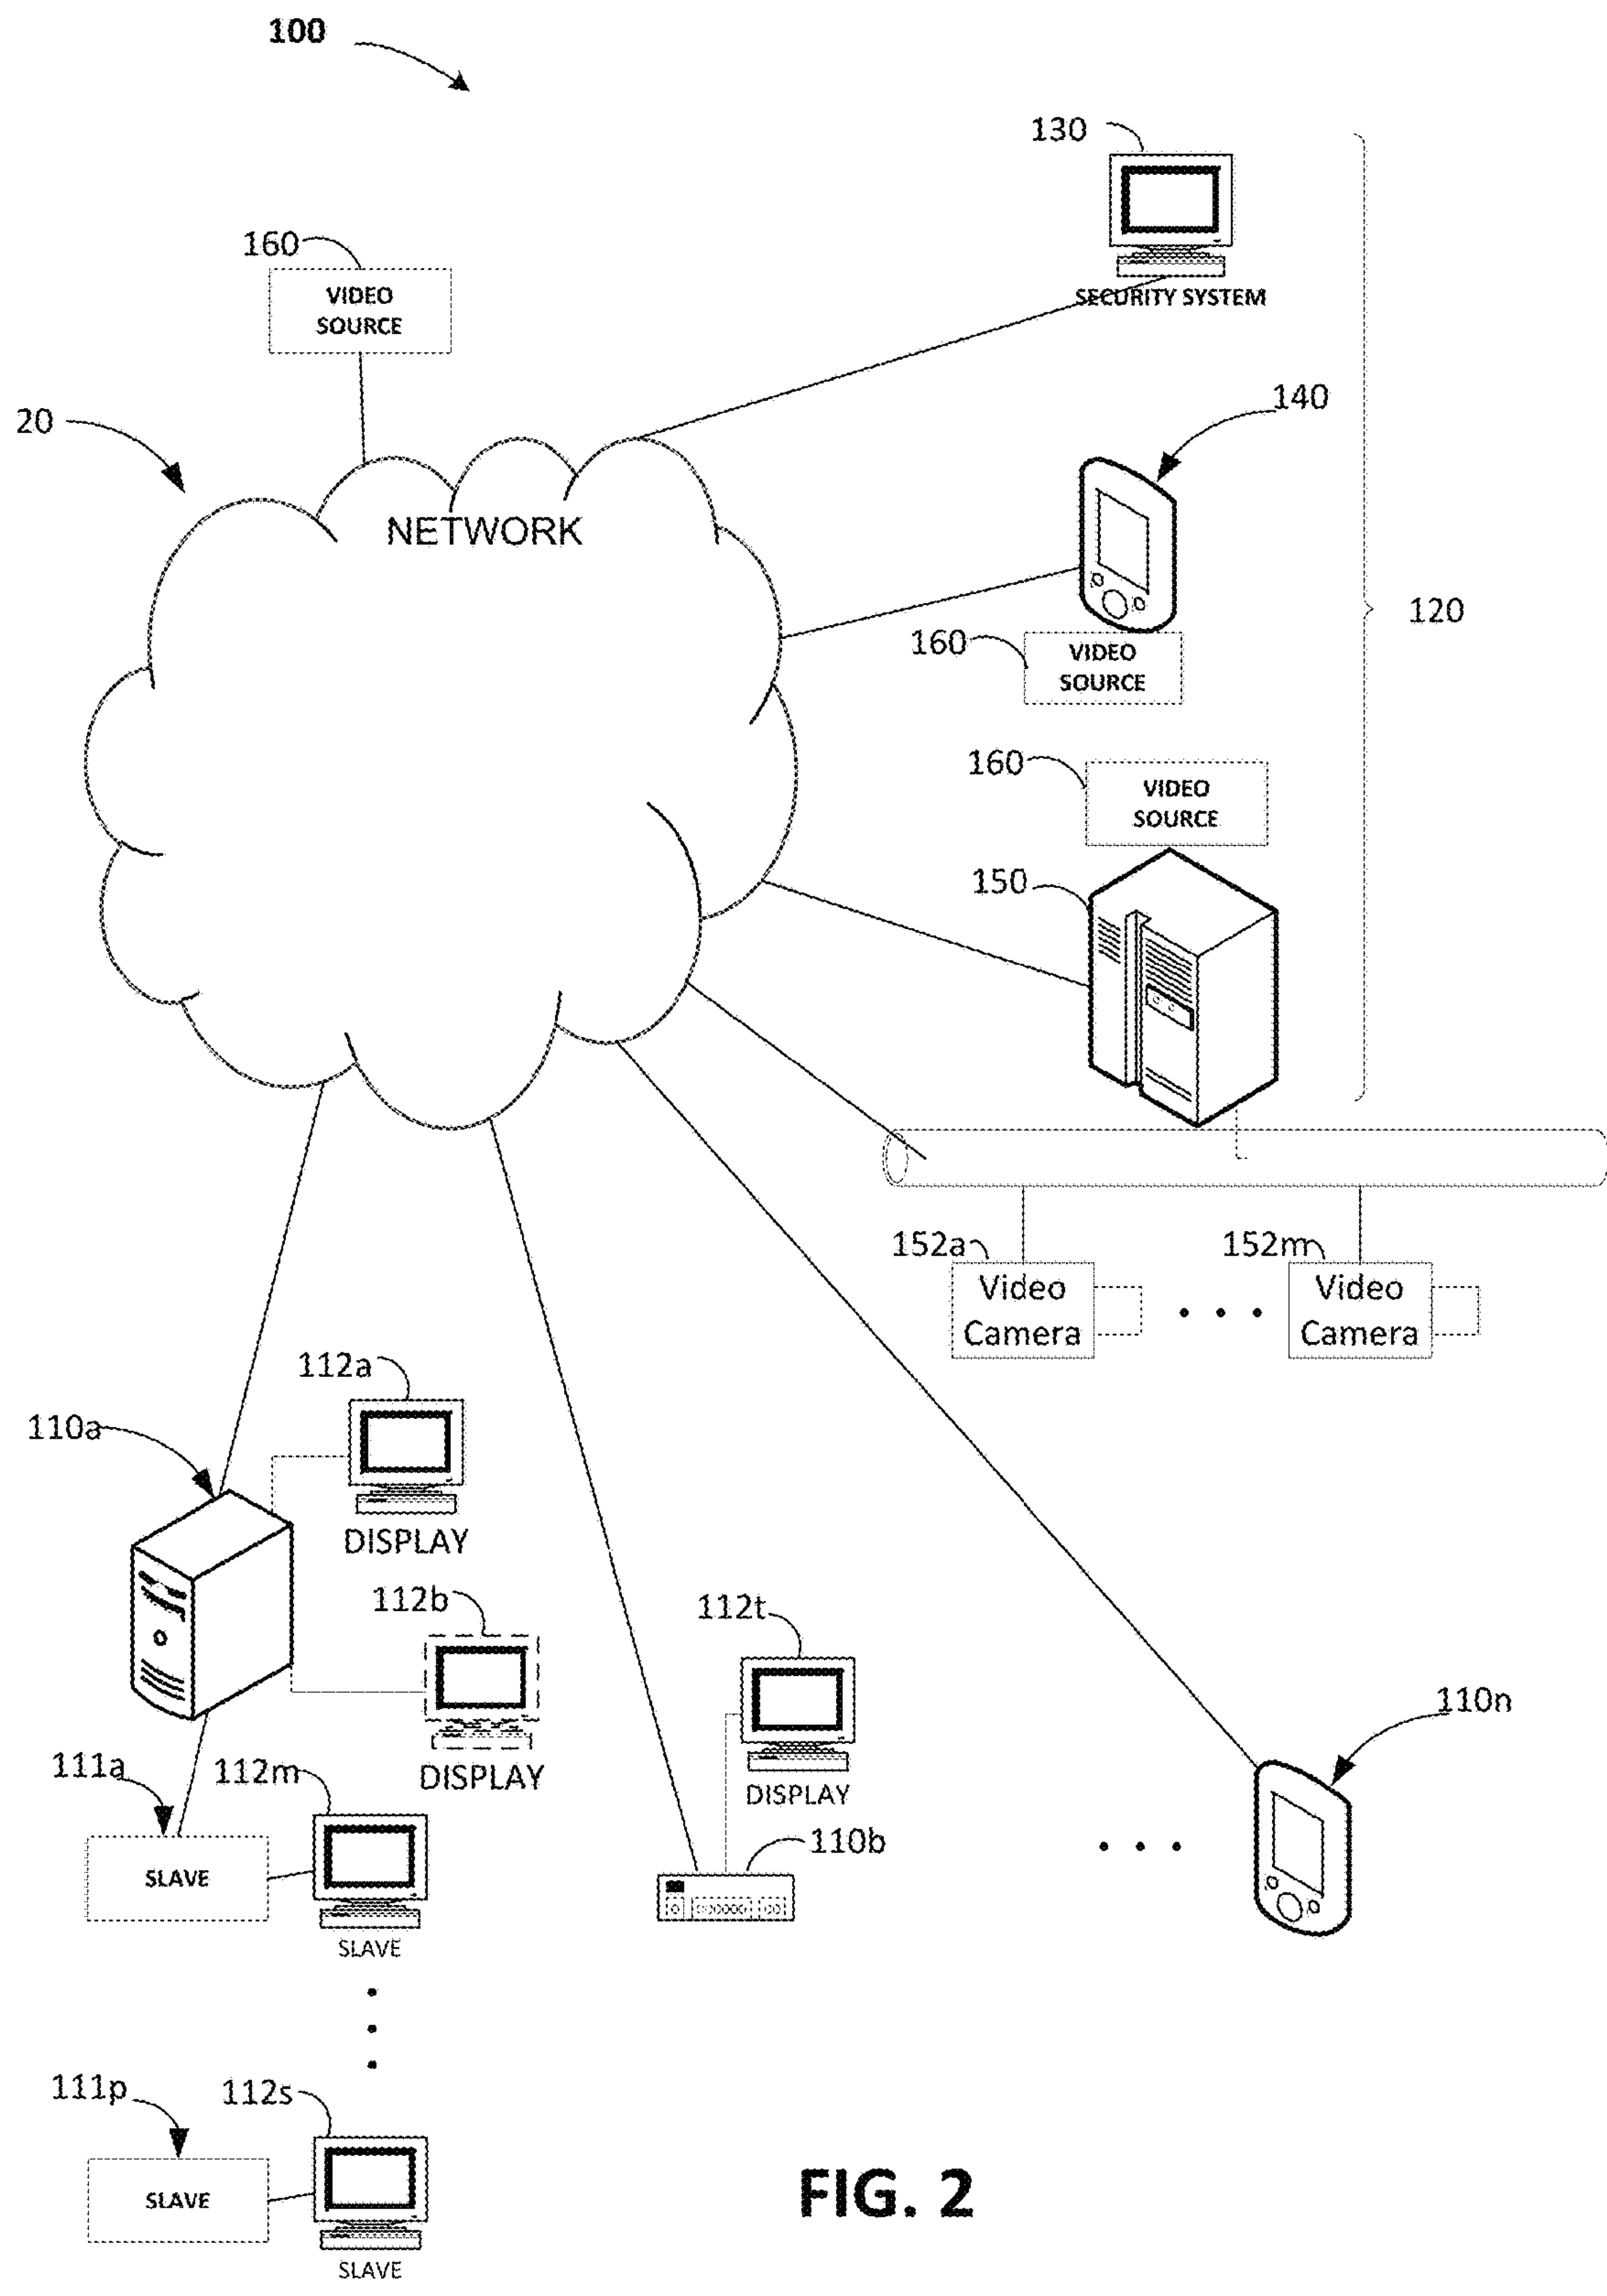 100
130
SECURITY SYSTEM
160
VIDEO
SOURCE
20
140
NETWORK
120
160
VIDEO
SOURCE
160
VIDEO
SOURCE
150
152a
Video
Camera
152m
Video
Camera
112a
110a
DISPLAY
112b
DISPLAY
112t
DISPLAY
110n
111a
112m
SLAVE
SLAVE
110b
111p
112s
SLAVE
SLAVE
FIG. 2